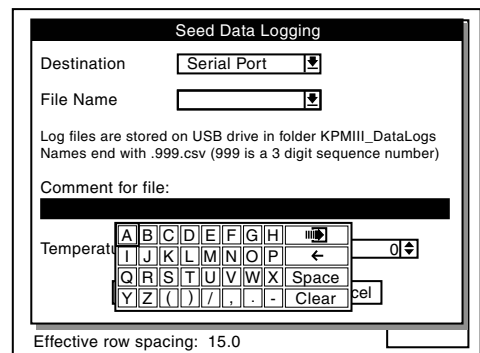 Seed Data Logging
Destination Serial Port
File Name
Log files are stored on USB drive in folder KPMIII_DataLogs
Names end with .999.csv (999 is a 3 digit sequence number)
Comment for file:
A B C D E F G H
Temperatu I J K L M N O P ← 0
Q R S T U V W X Space
Y Z ( ) / , . - Clear cel
Effective row spacing: 15.0